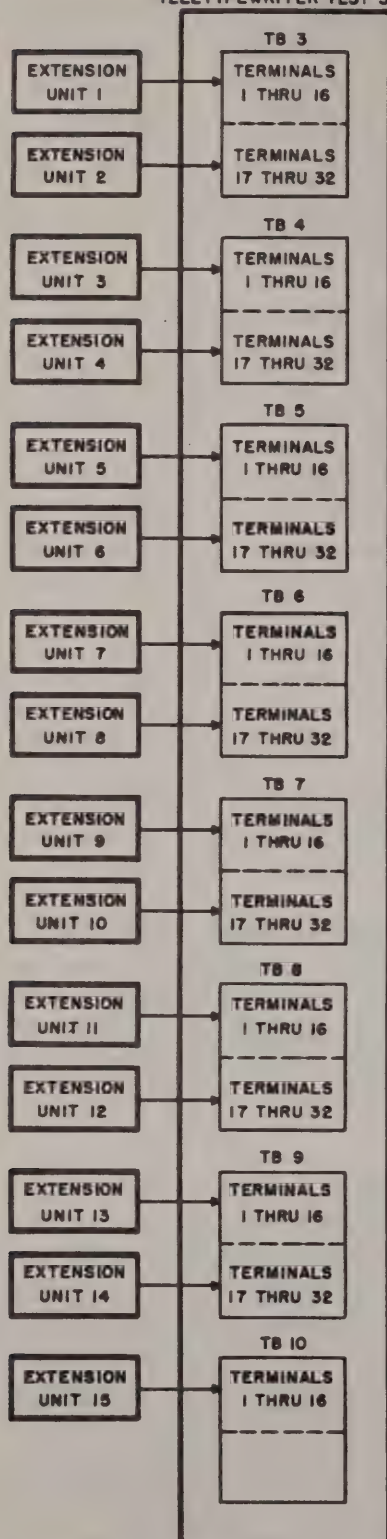 TELETYPEWRITER TEST
TB 3
EXTENSION
UNIT 1
TERMINALS
1 THRU 16
EXTENSION
UNIT 2
TERMINALS
17 THRU 32
TB 4
EXTENSION
UNIT 3
TERMINALS
1 THRU 16
EXTENSION
UNIT 4
TERMINALS
17 THRU 32
TB 5
EXTENSION
UNIT 5
TERMINALS
1 THRU 16
EXTENSION
UNIT 6
TERMINALS
17 THRU 32
TB 6
EXTENSION
UNIT 7
TERMINALS
1 THRU 16
EXTENSION
UNIT 8
TERMINALS
17 THRU 32
TB 7
EXTENSION
UNIT 9
TERMINALS
1 THRU 16
EXTENSION
UNIT 10
TERMINALS
17 THRU 32
TB 8
EXTENSION
UNIT 11
TERMINALS
1 THRU 16
EXTENSION
UNIT 12
TERMINALS
17 THRU 32
TB 9
EXTENSION
UNIT 13
TERMINALS
1 THRU 16
EXTENSION
UNIT 14
TERMINALS
17 THRU 32
TB 10
EXTENSION
UNIT 15
TERMINALS
1 THRU 16